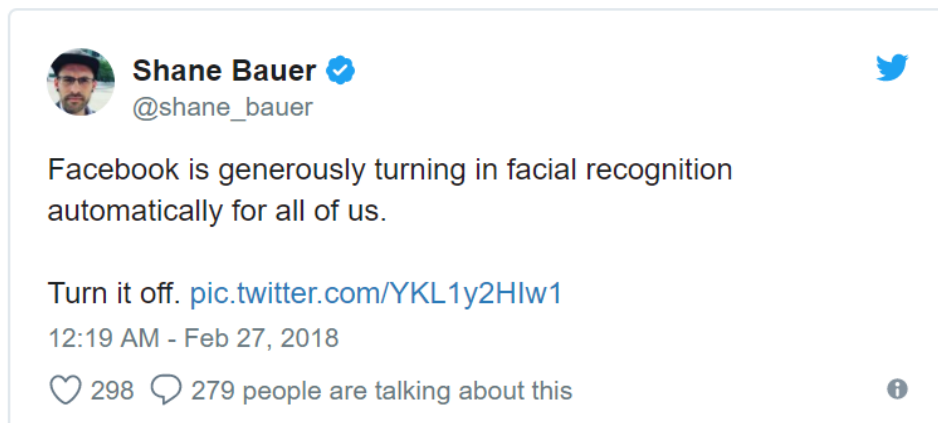 Shane Bauer
@shane_bauer
Facebook is generously turning in facial recognition
automatically for all of us.
Turn it off. pic.twitter.com/YKL1y2HIw1
12:19 AM - Feb 27, 2018
298 279 people are talking about this